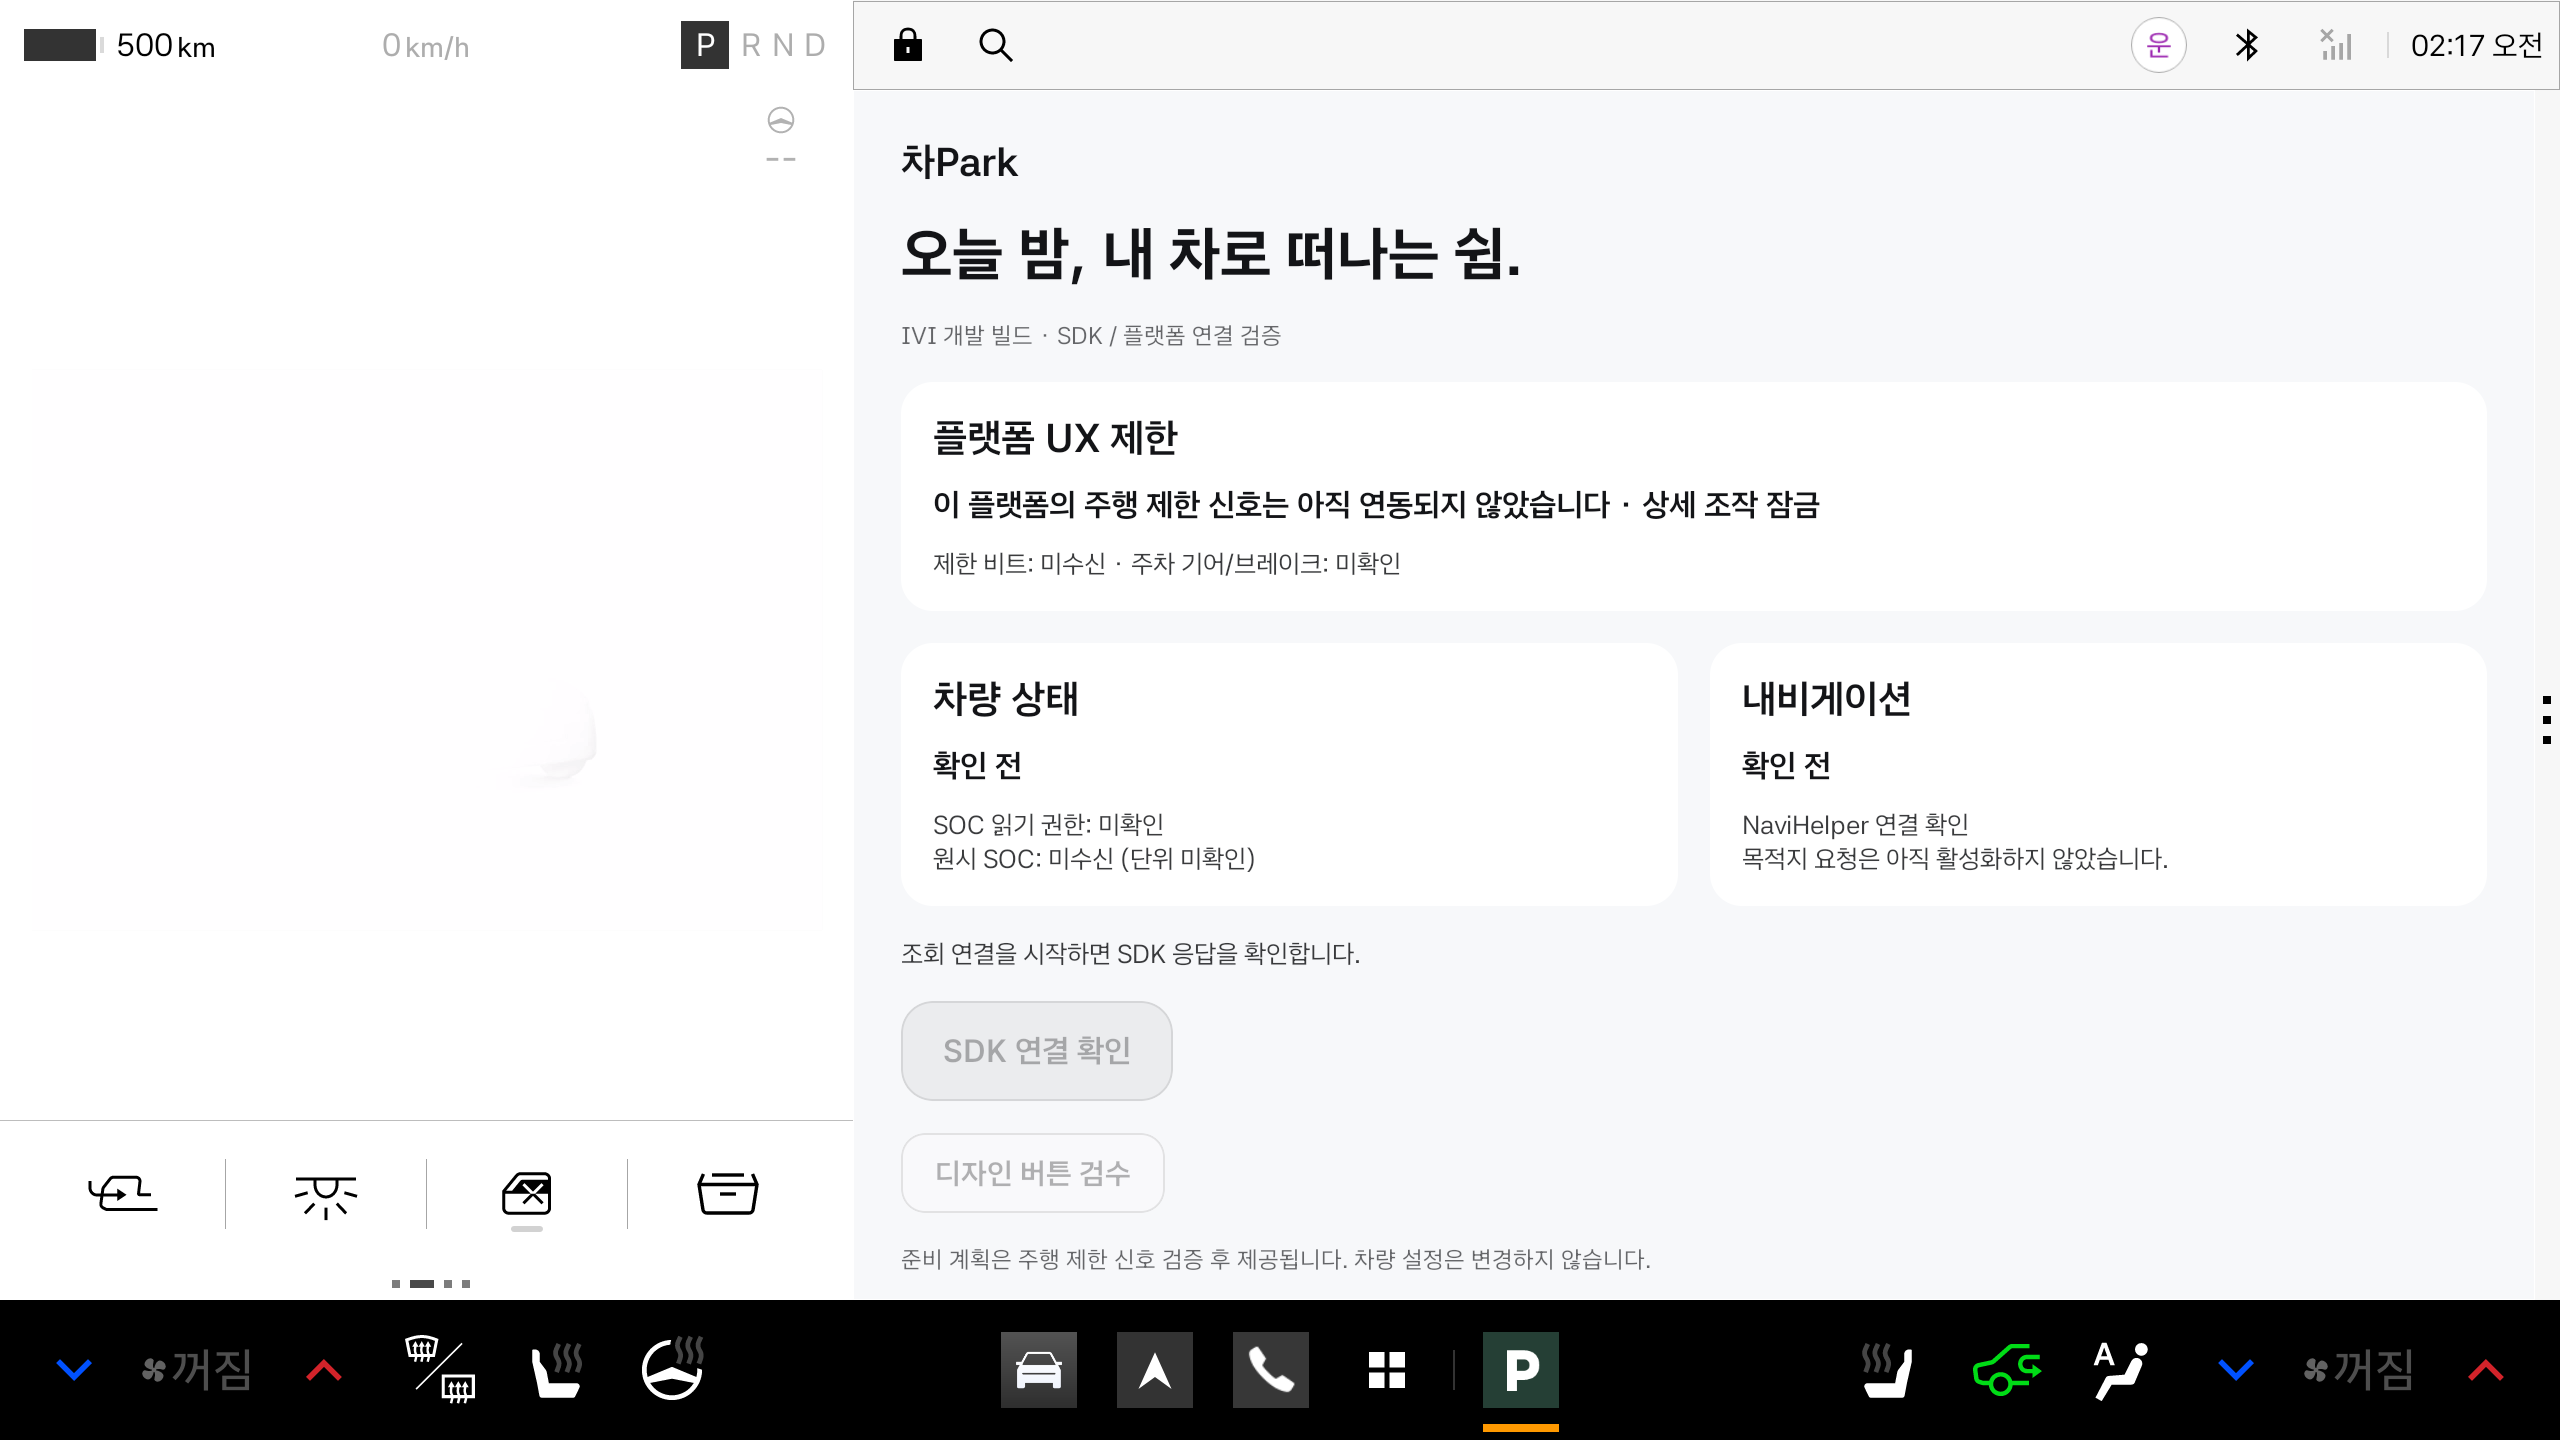 500 km
0 km/h
P R N D
운
02:17 오전
--
차Park
오늘 밤, 내 차로 떠나는 쉼.
IVI 개발 빌드 · SDK / 플랫폼 연결 검증
플랫폼 UX 제한
이 플랫폼의 주행 제한 신호는 아직 연동되지 않았습니다 · 상세 조작 잠금
제한 비트: 미수신 · 주차 기어/브레이크: 미확인
차량 상태
확인 전
SOC 읽기 권한: 미확인
원시 SOC: 미수신 (단위 미확인)
내비게이션
확인 전
NaviHelper 연결 확인
목적지 요청은 아직 활성화하지 않았습니다.
조회 연결을 시작하면 SDK 응답을 확인합니다.
SDK 연결 확인
디자인 버튼 검수
준비 계획은 주행 제한 신호 검증 후 제공됩니다. 차량 설정은 변경하지 않습니다.
꺼짐
P
A
꺼짐